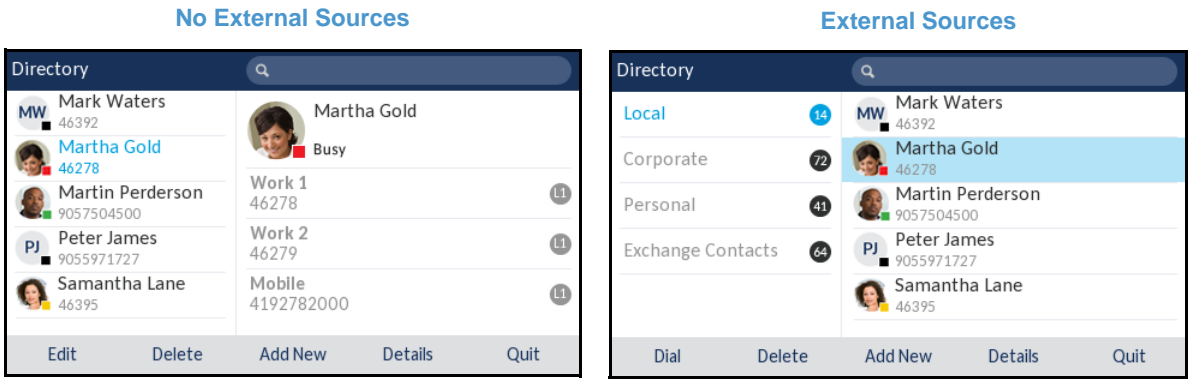 No External Sources
Directory
MW Mark Waters
46392
Martha Gold
46278
Martin Perderson
9057504500
PJ Peter James
9055971727
Samantha Lane
46395
Martha Gold
Busy
Work 1
46278 L1
Work 2
46279 L1
Mobile
4192782000 L1
Edit Delete Add New Details Quit
External Sources
Directory
Local 14
Corporate 72
Personal 41
Exchange Contacts 64
MW Mark Waters
46392
Martha Gold
46278
Martin Perderson
9057504500
PJ Peter James
9055971727
Samantha Lane
46395
Dial Delete Add New Details Quit